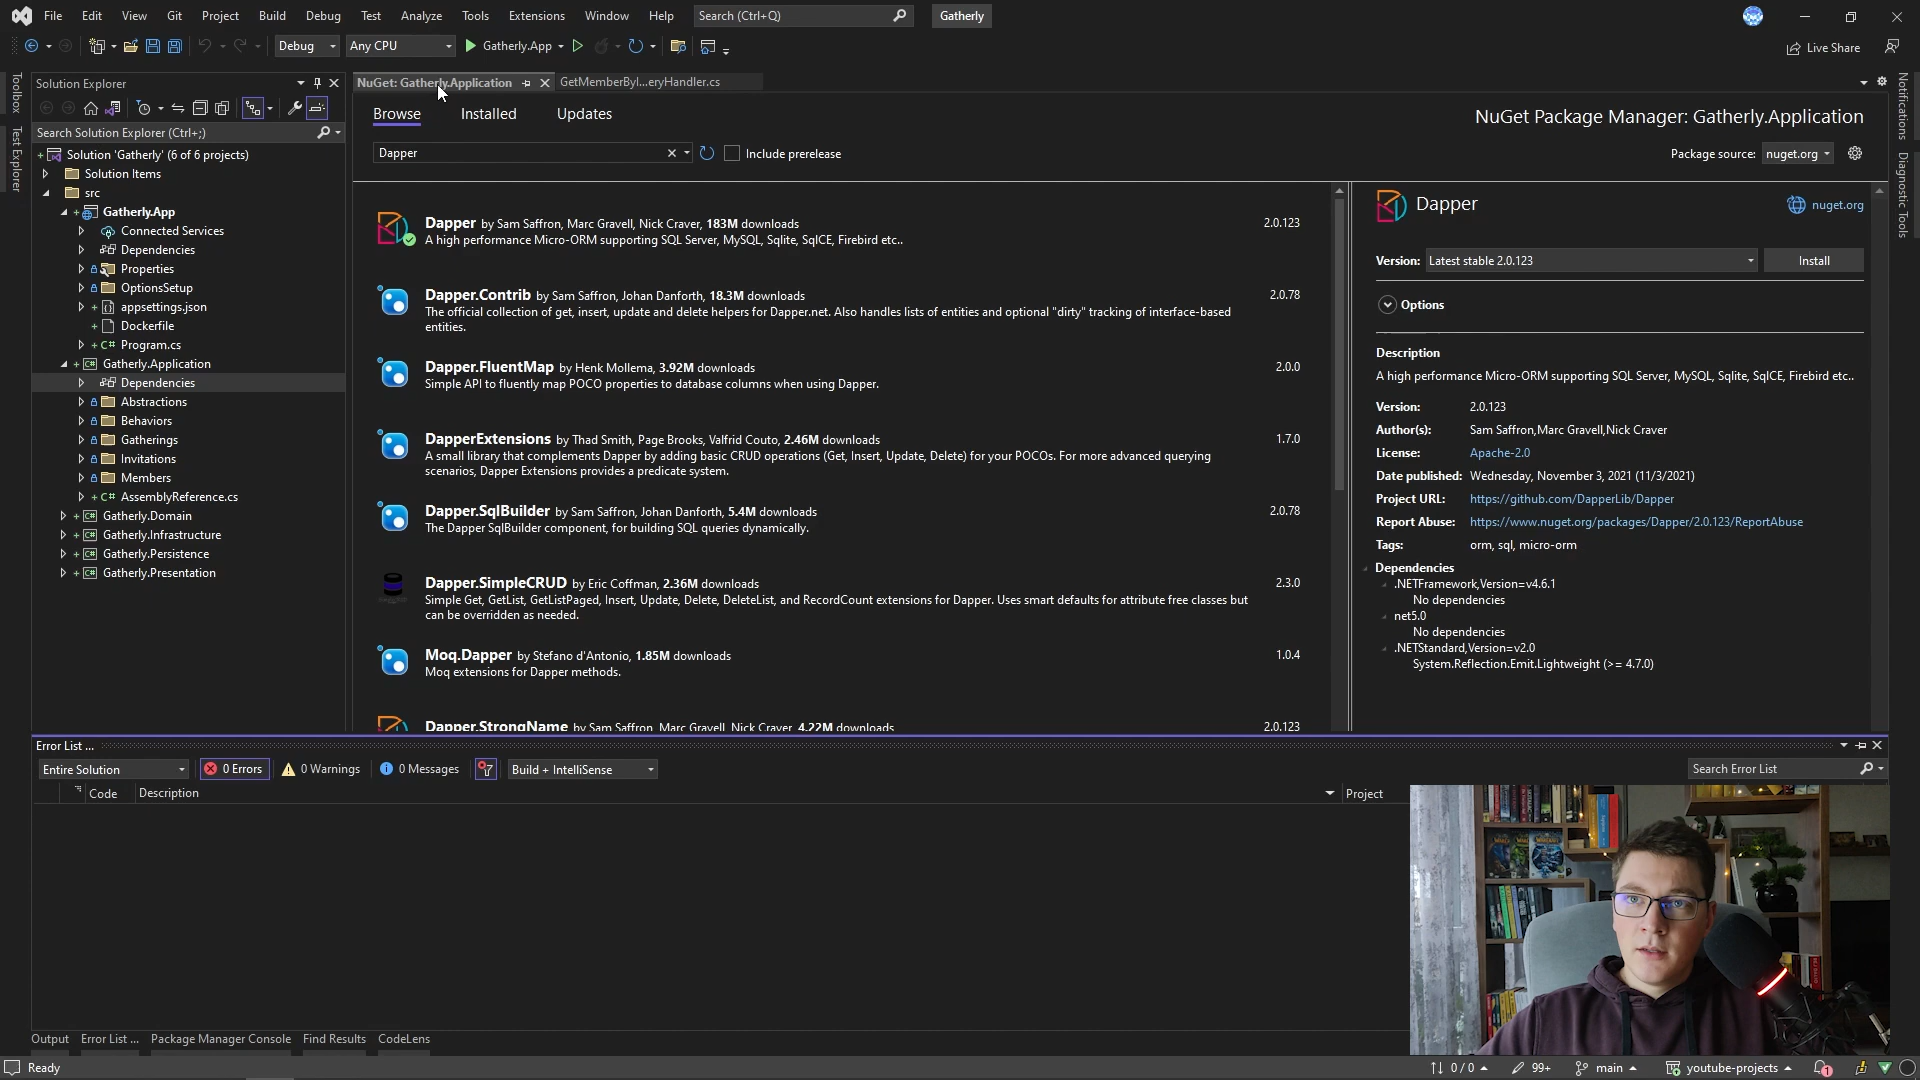 File Edit View Git Project Build Debug Test Analyze Tools Extensions Window Help Search (Ctrl+Q) Gatherly
Debug Any CPU Gatherly.App Live Share
Toolbox
Test Explorer
Solution Explorer
Search Solution Explorer (Ctrl+;)
Solution 'Gatherly' (6 of 6 projects)
Solution Items
src
Gatherly.App
Connected Services
Dependencies
Properties
OptionsSetup
appsettings.json
Dockerfile
C# Program.cs
C# Gatherly.Application
Dependencies
Abstractions
Behaviors
Gatherings
Invitations
Members
C# AssemblyReference.cs
C# Gatherly.Domain
C# Gatherly.Infrastructure
C# Gatherly.Persistence
C# Gatherly.Presentation
NuGet: Gatherly.Application GetMemberByI...eryHandler.cs
Browse Installed Updates
NuGet Package Manager: Gatherly.Application
Dapper Include prerelease
Package source: nuget.org
Dapper by Sam Saffron, Marc Gravell, Nick Craver, 183M downloads 2.0.123
A high performance Micro-ORM supporting SQL Server, MySQL, Sqlite, SqlCE, Firebird etc..
Dapper.Contrib by Sam Saffron, Johan Danforth, 18.3M downloads 2.0.78
The official collection of get, insert, update and delete helpers for Dapper.net. Also handles lists of entities and optional "dirty" tracking of interface-based
entities.
Dapper.FluentMap by Henk Mollema, 3.92M downloads 2.0.0
Simple API to fluently map POCO properties to database columns when using Dapper.
DapperExtensions by Thad Smith, Page Brooks, Valfrid Couto, 2.46M downloads 1.7.0
A small library that complements Dapper by adding basic CRUD operations (Get, Insert, Update, Delete) for your POCOs. For more advanced querying
scenarios, Dapper Extensions provides a predicate system.
Dapper.SqlBuilder by Sam Saffron, Johan Danforth, 5.4M downloads 2.0.78
The Dapper SqlBuilder component, for building SQL queries dynamically.
Dapper.SimpleCRUD by Eric Coffman, 2.36M downloads 2.3.0
Simple Get, GetList, GetListPaged, Insert, Update, Delete, DeleteList, and RecordCount extensions for Dapper. Uses smart defaults for attribute free classes but
can be overridden as needed.
Moq.Dapper by Stefano d'Antonio, 1.85M downloads 1.0.4
Moq extensions for Dapper methods.
Dapper.StrongName by Sam Saffron, Marc Gravell, Nick Craver, 4.22M downloads 2.0.123
Dapper nuget.org
Version: Latest stable 2.0.123 Install
Options
Description
A high performance Micro-ORM supporting SQL Server, MySQL, Sqlite, SqlCE, Firebird etc..
Version: 2.0.123
Author(s): Sam Saffron,Marc Gravell,Nick Craver
License: Apache-2.0
Date published: Wednesday, November 3, 2021 (11/3/2021)
Project URL: https://github.com/DapperLib/Dapper
Report Abuse: https://www.nuget.org/packages/Dapper/2.0.123/ReportAbuse
Tags: orm, sql, micro-orm
Dependencies
.NETFramework,Version=v4.6.1
No dependencies
net5.0
No dependencies
.NETStandard,Version=v2.0
System.Reflection.Emit.Lightweight (>= 4.7.0)
Notifications
Diagnostic Tools
Error List ...
Entire Solution 0 Errors 0 Warnings 0 Messages Build + IntelliSense Search Error List
Code Description Project
Output Error List ... Package Manager Console Find Results CodeLens
Ready 0 / 0 99+ main youtube-projects 1